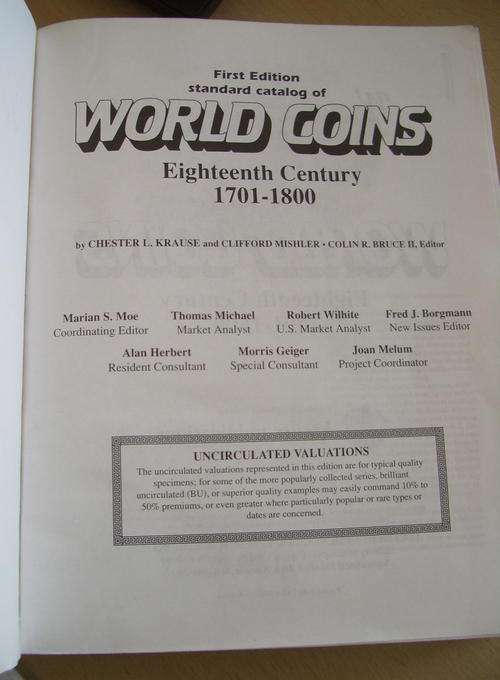 First Edition
standard catalog of
WORLD COINS
Eighteenth Century
1701-1800
by CHESTER L. KRAUSE and CLIFFORD MISHLER • COLIN R. BRUCE II, Editor
Marian S. Moe Thomas Michael Robert Wilhite Fred J. Borgmann
Coordinating Editor Market Analyst U.S. Market Analyst New Issues Editor
Alan Herbert Morris Geiger Joan Melum
Resident Consultant Special Consultant Project Coordinator
UNCIRCULATED VALUATIONS
The uncirculated valuations represented in this edition are for typical quality
specimens; for some of the more popularly collected series, brilliant
uncirculated (BU), or superior quality examples may easily command 10% to
50% premiums, or even greater where particularly popular or rare types or
dates are concerned.